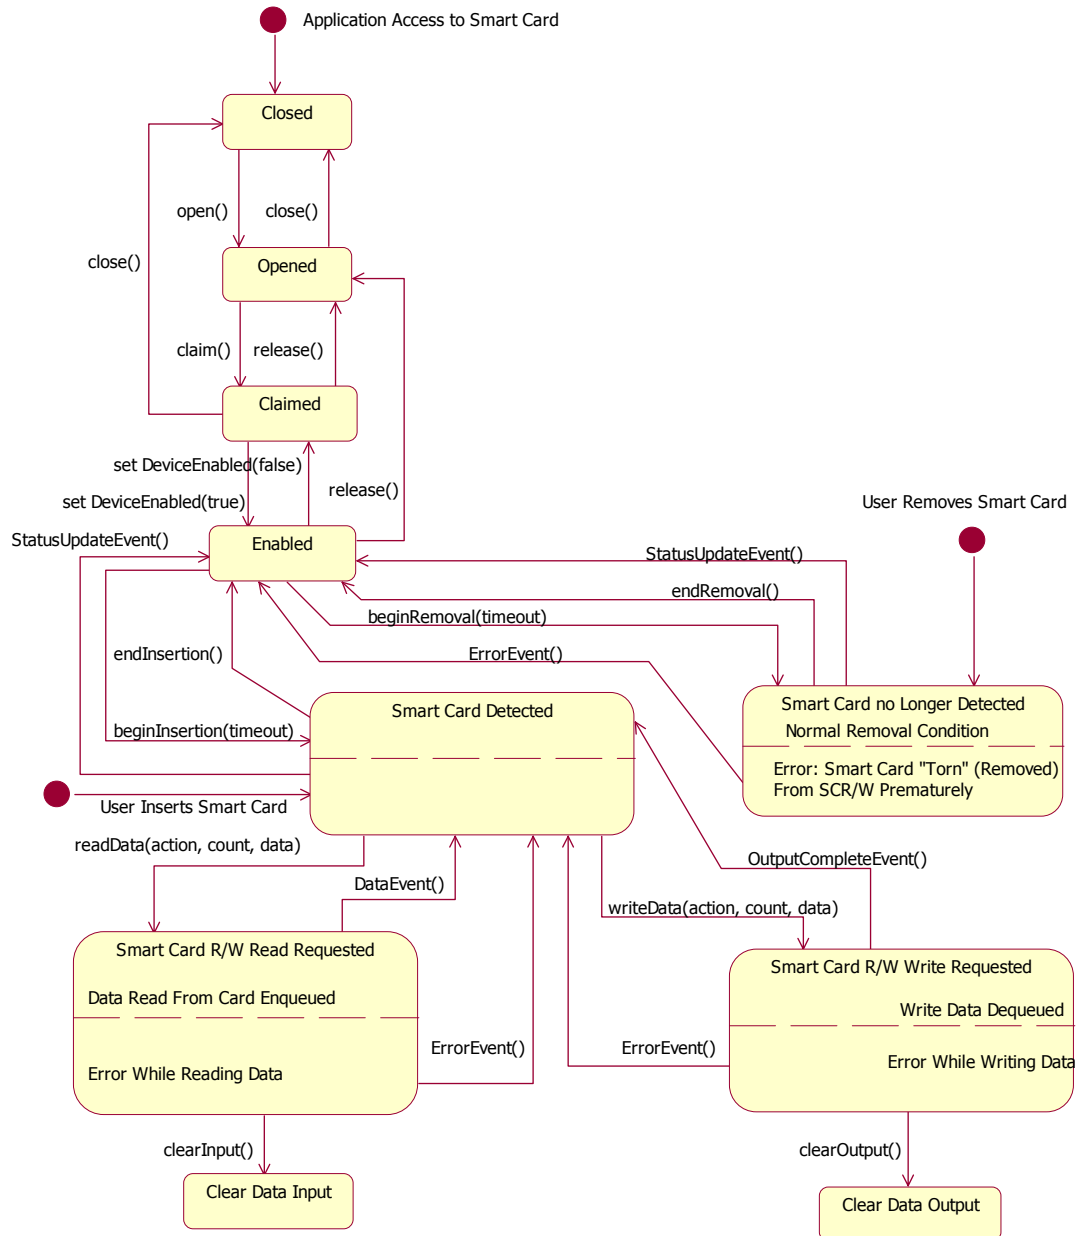 Application Access to Smart Card
Closed
open()
close()
close()
Opened
claim()
release()
Claimed
set DeviceEnabled(false)
release()
set DeviceEnabled(true)
User Removes Smart Card
StatusUpdateEvent()
Enabled
StatusUpdateEvent()
endRemoval()
beginRemoval(timeout)
endInsertion()
ErrorEvent()
Smart Card Detected
Smart Card no Longer Detected
Normal Removal Condition
beginInsertion(timeout)
Error: Smart Card "Torn" (Removed)
From SCR/W Prematurely
User Inserts Smart Card
readData(action, count, data)
OutputCompleteEvent()
DataEvent()
writeData(action, count, data)
Smart Card R/W Read Requested
Smart Card R/W Write Requested
Data Read From Card Enqueued
Write Data Dequeued
ErrorEvent()
ErrorEvent()
Error While Writing Data
Error While Reading Data
clearInput()
clearOutput()
Clear Data Input
Clear Data Output